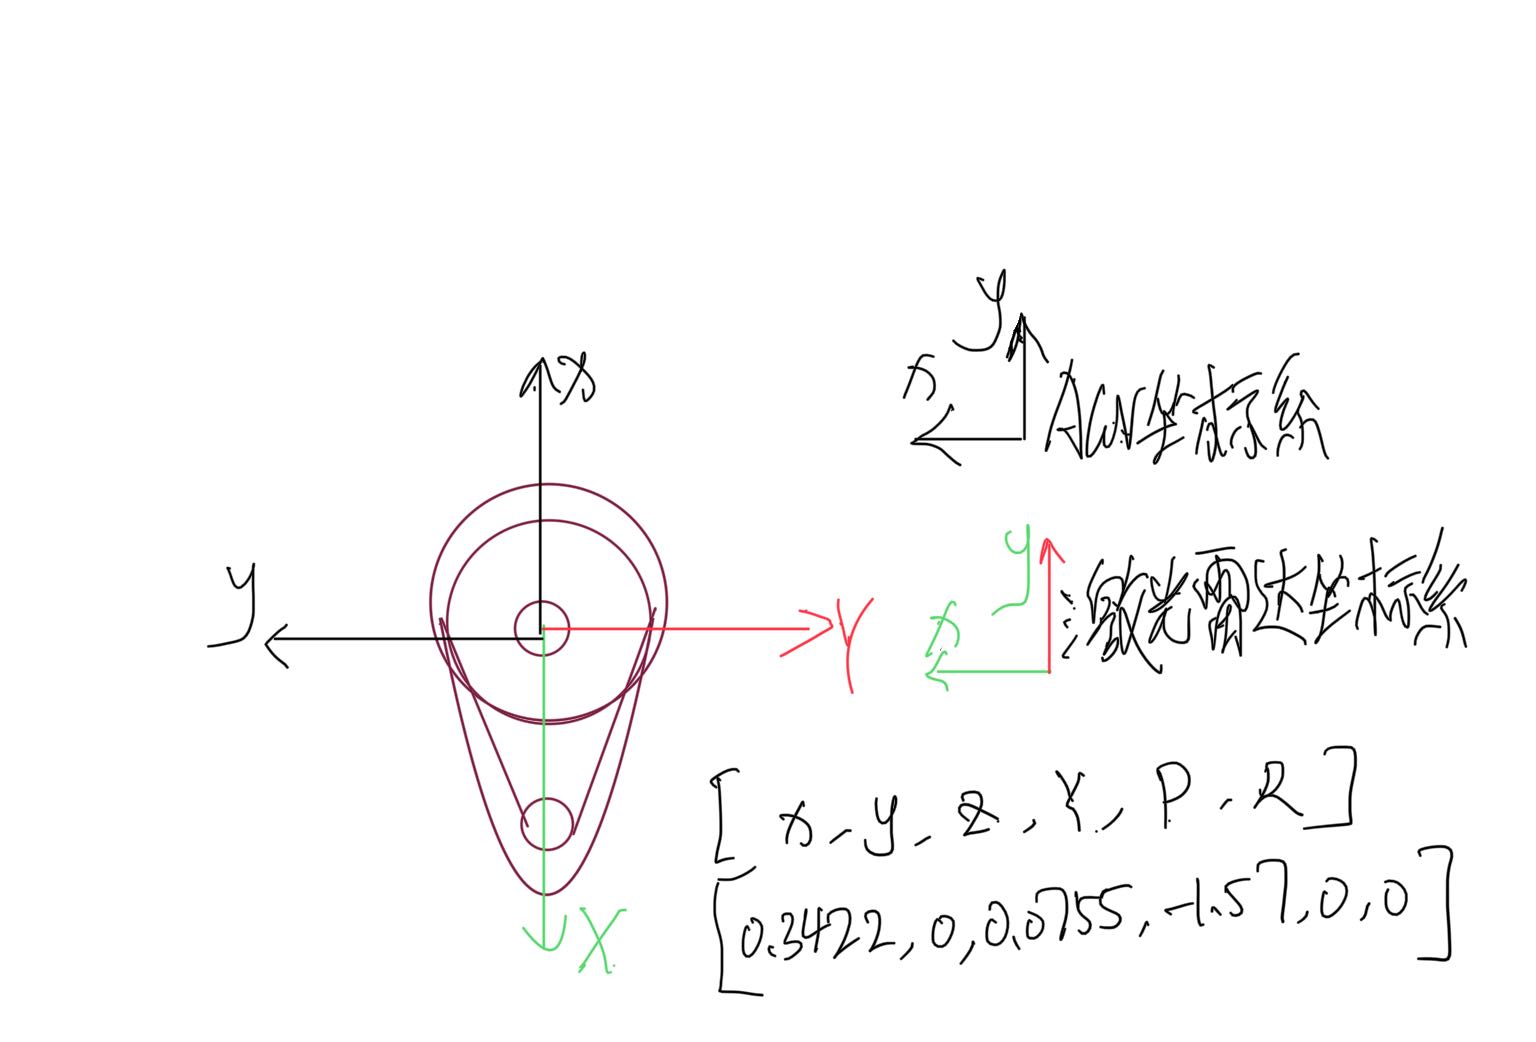 y
x
x
AGV坐标系
y
y
x
激光雷达坐标系
Y
[x, y, z, Y, P, R]
[0.3422, 0, 0.0755, -1.57, 0, 0]
X